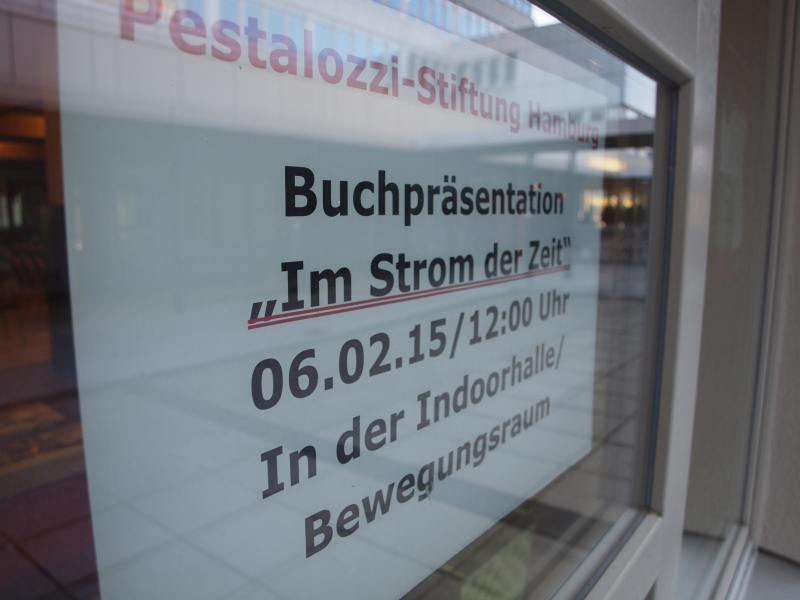 Pestalozzi-Stiftung Hamburg
Buchpräsentation
„Im Strom der Zeit“
06.02.15/12:00 Uhr
In der Indoorhalle/
Bewegungsraum